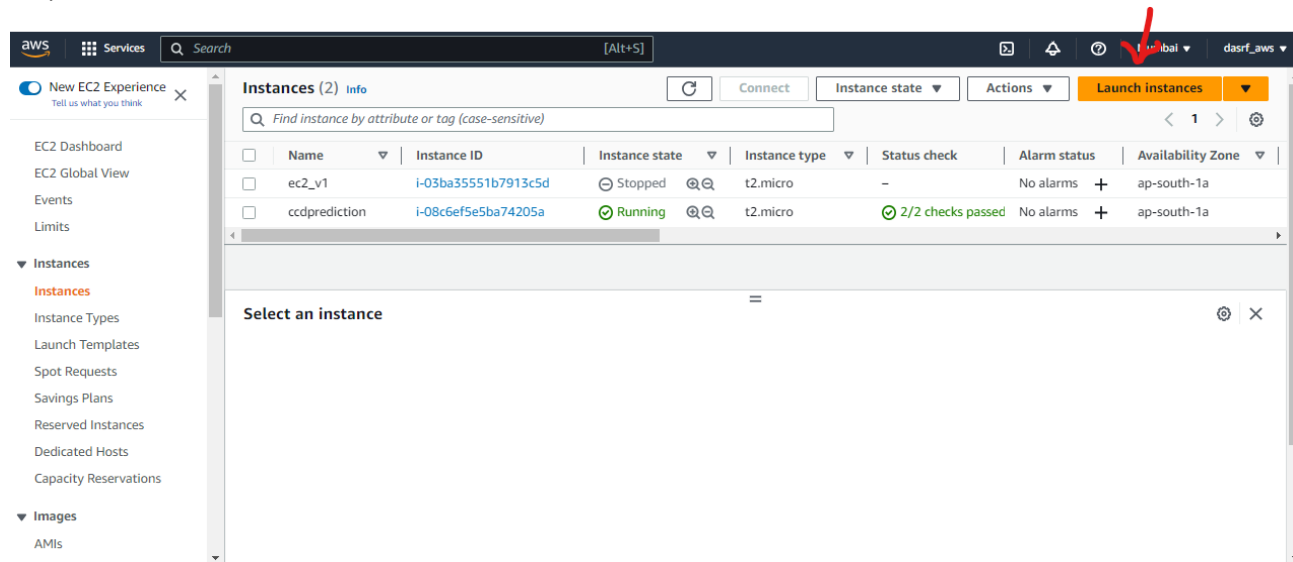 aws Services Search [Alt+S] dasrf_aws
New EC2 Experience
Tell us what you think
EC2 Dashboard
EC2 Global View
Events
Limits
Instances
Instances
Instance Types
Launch Templates
Spot Requests
Savings Plans
Reserved Instances
Dedicated Hosts
Capacity Reservations
Images
AMIs
Instances (2) Info Connect Instance state Actions Launch instances
Find instance by attribute or tag (case-sensitive) 1
Name Instance ID Instance state Instance type Status check Alarm status Availability Zone
ec2_v1 i-03ba35551b7913c5d Stopped t2.micro – No alarms + ap-south-1a
ccdprediction i-08c6ef5e5ba74205a Running t2.micro 2/2 checks passed No alarms + ap-south-1a
Select an instance